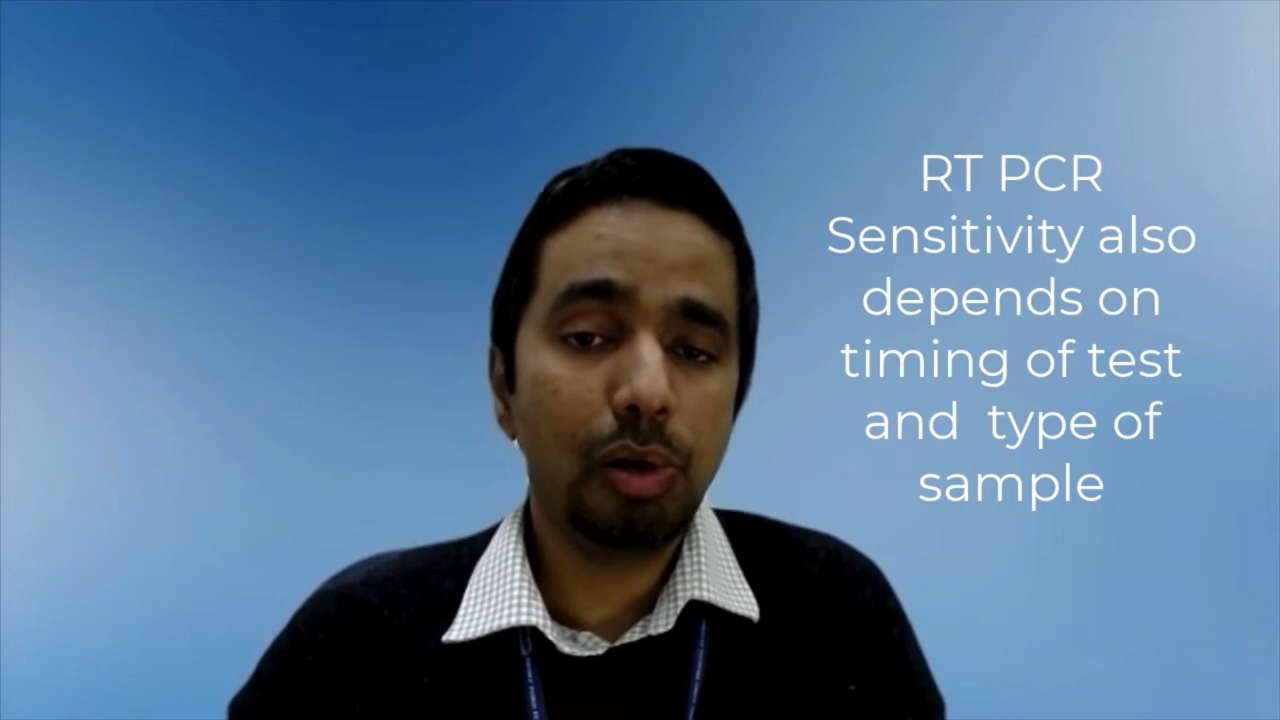 RT PCR
Sensitivity also
depends on
timing of test
and  type of
sample